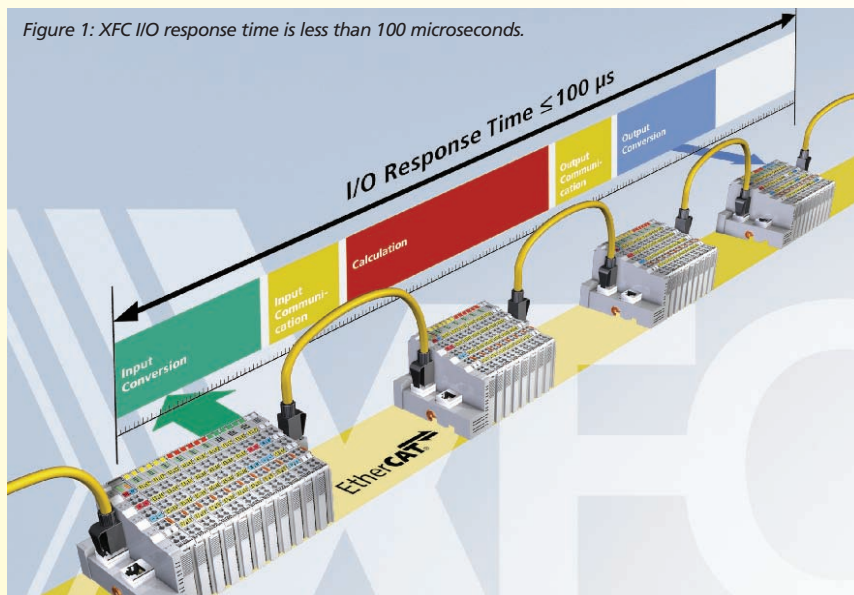 Figure 1: XFC I/O response time is less than 100 microseconds.
I/O Response Time ≤100 µs
Input
Conversion
Input
Communi-
cation
Calculation
Output
Communi-
cation
Output
Conversion
EtherCAT®
XFC